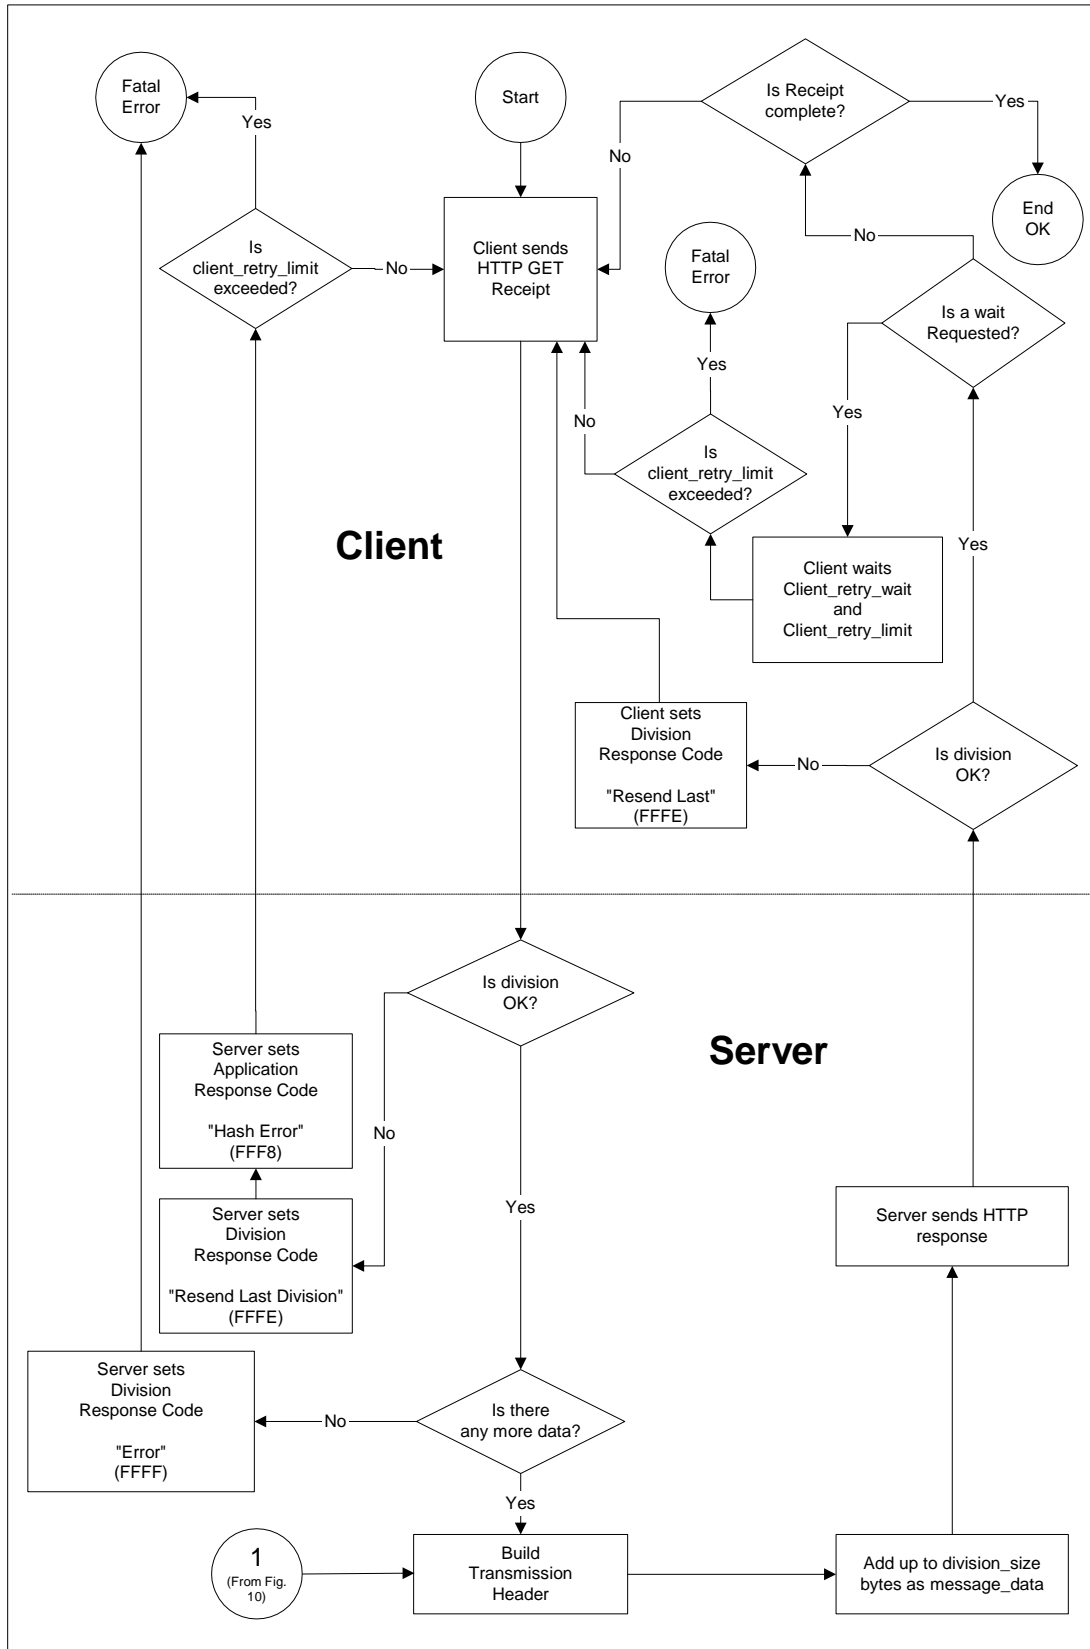 Fatal
Error
Start
Is Receipt
complete?
Yes
Yes
No
End
OK
Is
client_retry_limit
exceeded?
No
Client sends
HTTP GET
Receipt
Fatal
Error
No
Is a wait
Requested?
Yes
No
Yes
Is
client_retry_limit
exceeded?
Client
Yes
Client waits
Client_retry_wait
and
Client_retry_limit
Client sets
Division
Response Code
"Resend Last"
(FFFE)
No
Is division
OK?
Is division
OK?
Server
Server sets
Application
Response Code
"Hash Error"
(FFF8)
No
Yes
Server sets
Division
Response Code
"Resend Last Division"
(FFFE)
Server sends HTTP
response
Server sets
Division
Response Code
"Error"
(FFFF)
No
Is there
any more data?
Yes
1
(From Fig.
10)
Build
Transmission
Header
Add up to division_size
bytes as message_data